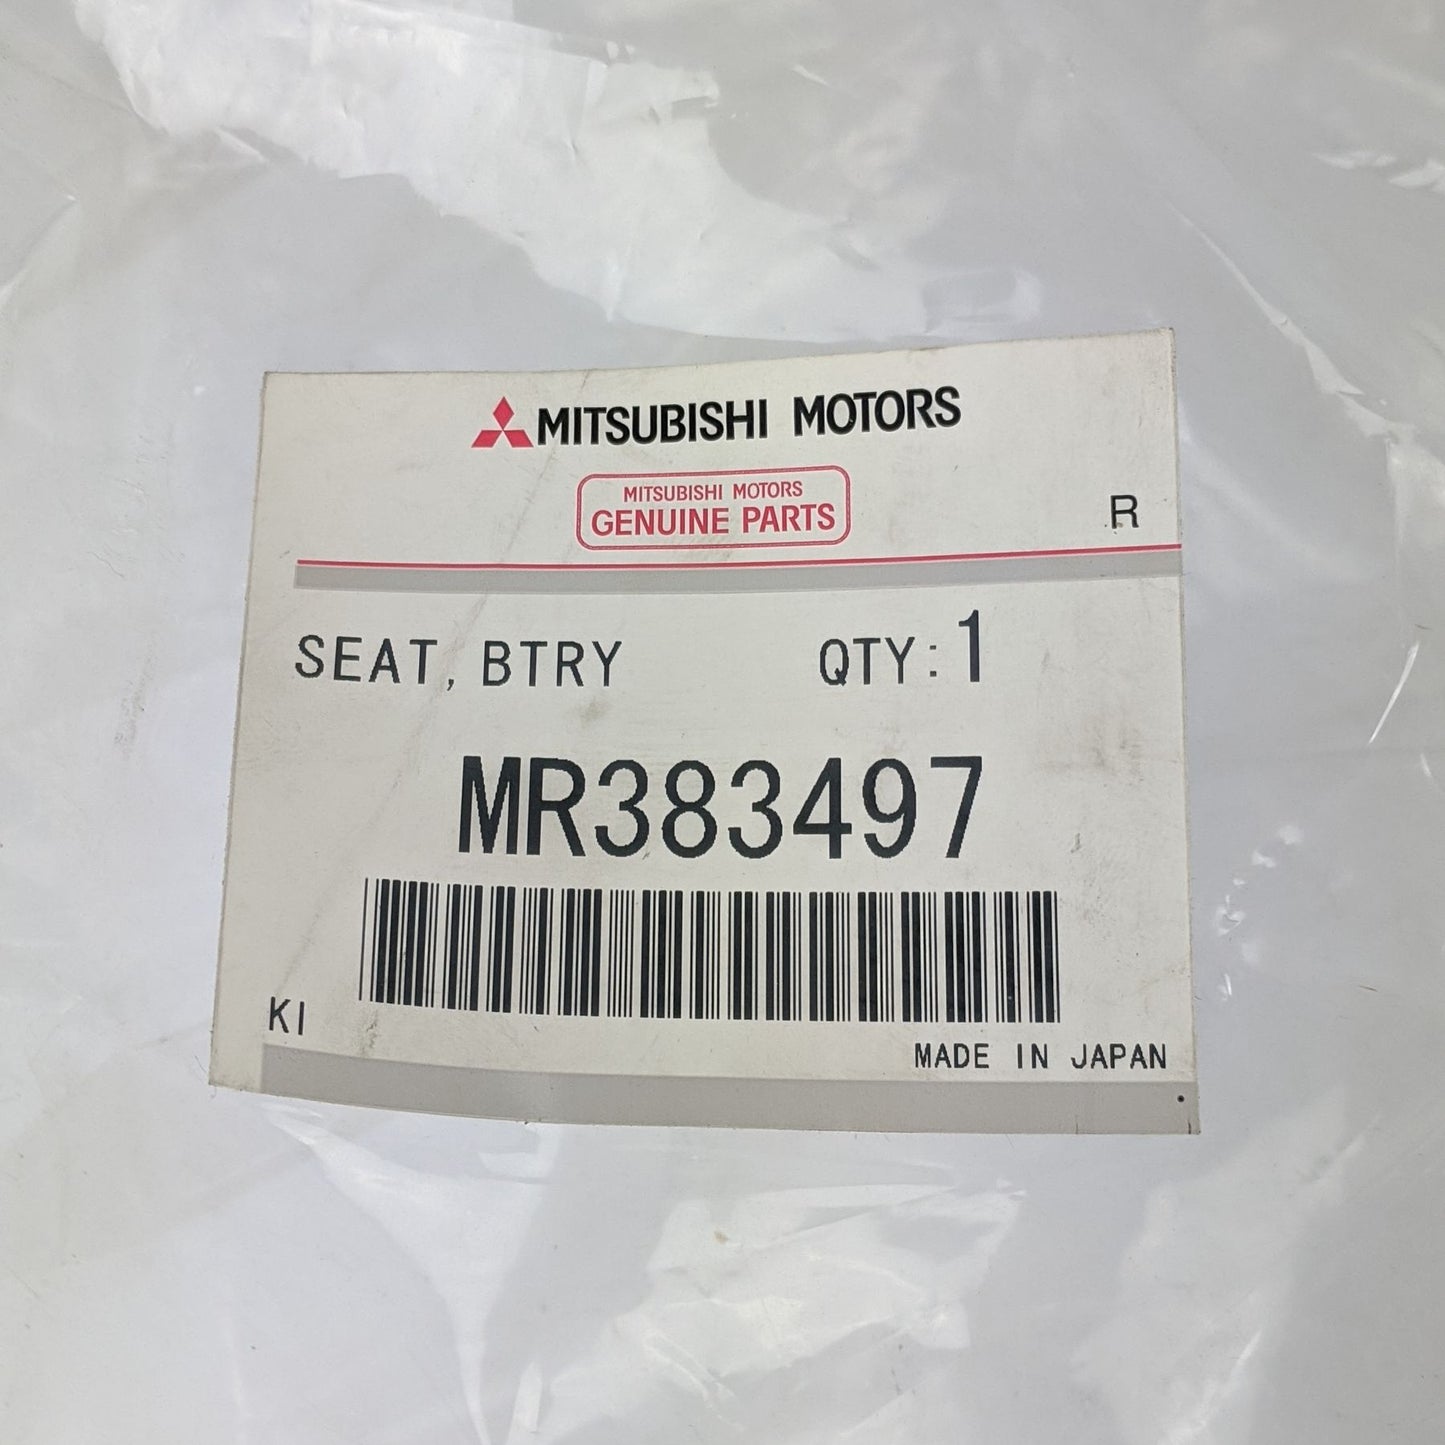 MITSUBISHI MOTORS
MITSUBISHI MOTORS
GENUINE PARTS
R
SEAT, BTRY QTY: 1
MR383497
KI
MADE IN JAPAN